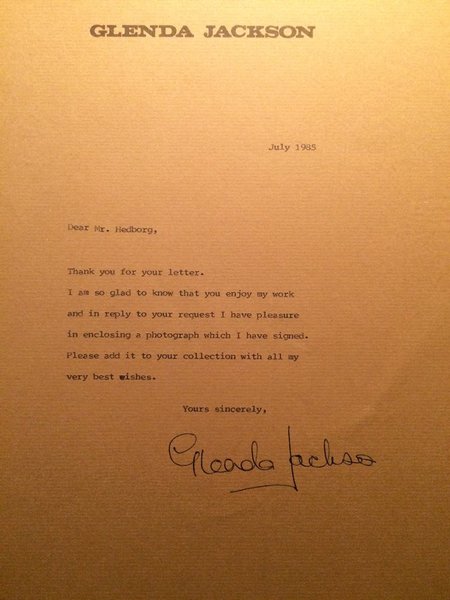 GLENDA JACKSON
July 1985
Dear Mr. Hedborg,
Thank you for your letter.
I am so glad to know that you enjoy my work
and in reply to your request I have pleasure
in enclosing a photograph which I have signed.
Please add it to your collection with all my
very best wishes.
Yours sincerely,
Glenda Jackson